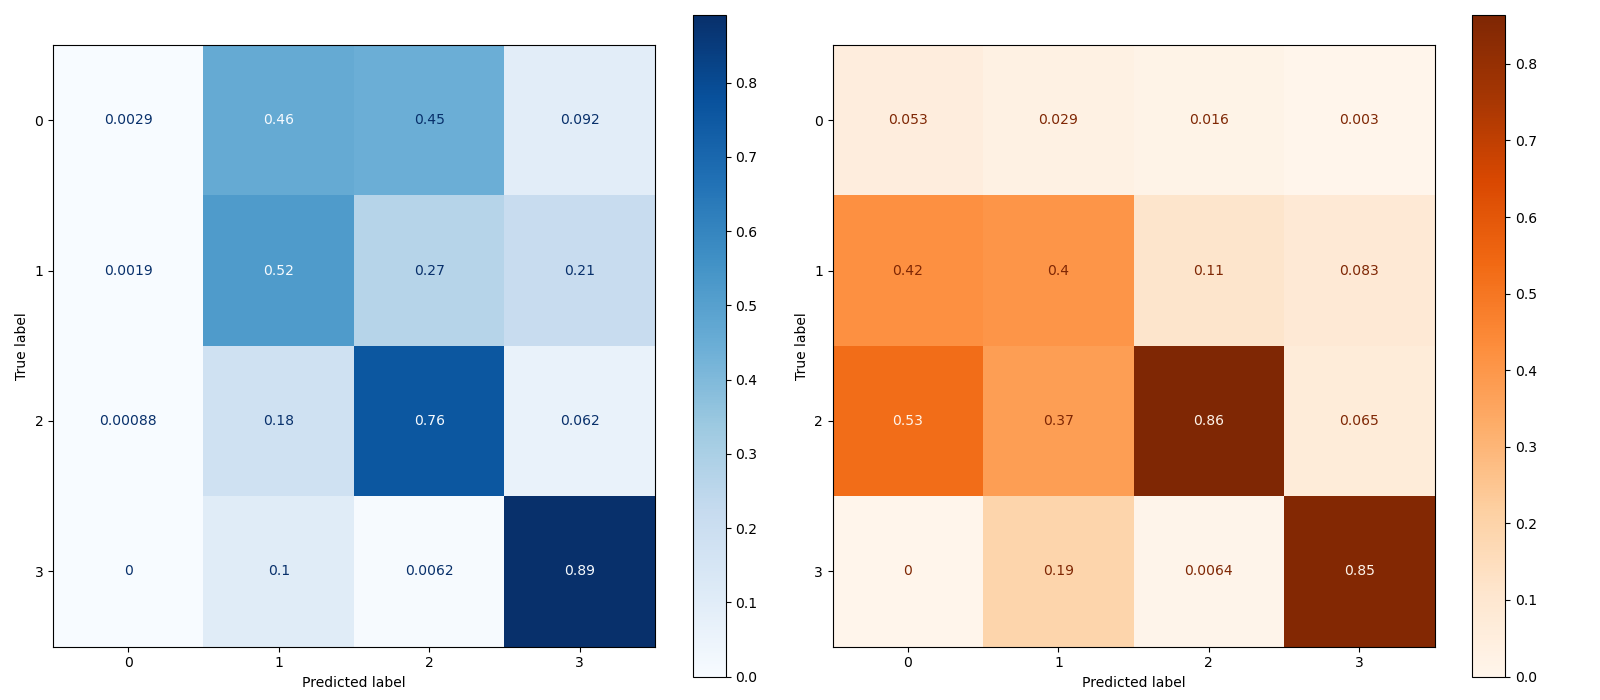 0 0.0029 0.46 0.45 0.092
1 0.0019 0.52 0.27 0.21
2 0.00088 0.18 0.76 0.062
3 0 0.1 0.0062 0.89
0 1 2 3
True label
Predicted label
0.8
0.7
0.6
0.5
0.4
0.3
0.2
0.1
0.0
0 0.053 0.029 0.016 0.003
1 0.42 0.4 0.11 0.083
2 0.53 0.37 0.86 0.065
3 0 0.19 0.0064 0.85
0 1 2 3
True label
Predicted label
0.8
0.7
0.6
0.5
0.4
0.3
0.2
0.1
0.0